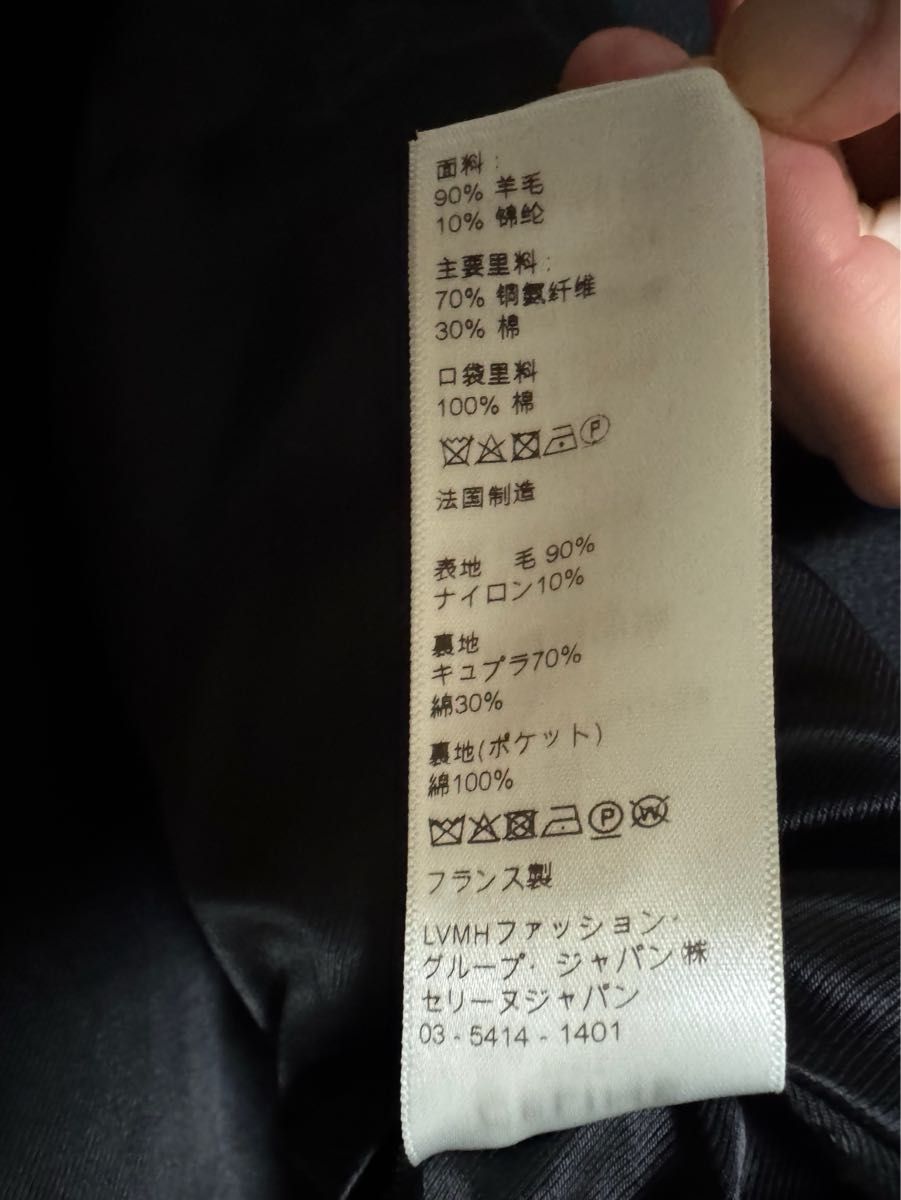 面料:
90% 羊毛
10% 锦纶
主要里料:
70% 铜氨纤维
30% 棉
口袋里料
100% 棉
P
法国制造
表地 毛 90%
ナイロン10%
裏地
キュプラ70%
綿30%
裏地(ポケット)
綿100%
P W
フランス製
LVMHファッション・
グループ・ジャパン㈱
セリーヌジャパン
03-5414-1401